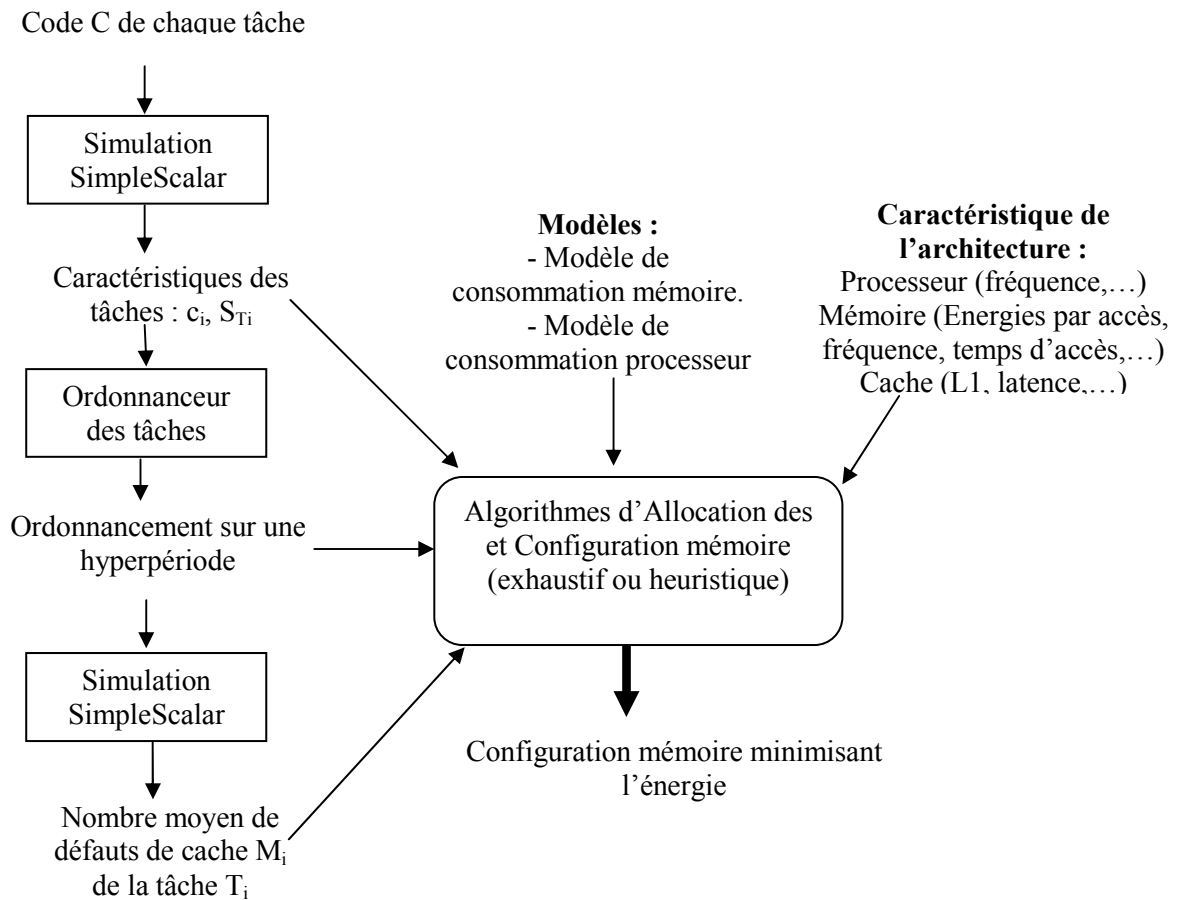 Code C de chaque tâche
Simulation
SimpleScalar
Caractéristiques des
tâches : ci, STi
Ordonnanceur
des tâches
Ordonnancement sur une
hyperpériode
Simulation
SimpleScalar
Nombre moyen de
défauts de cache Mi
de la tâche Ti
Modèles :
- Modèle de
consommation mémoire.
- Modèle de
consommation processeur
Caractéristique de
l’architecture :
Processeur (fréquence,…)
Mémoire (Energies par accès,
fréquence, temps d’accès,…)
Cache (L1, latence,…)
Algorithmes d’Allocation des
et Configuration mémoire
(exhaustif ou heuristique)
Configuration mémoire minimisant
l’énergie